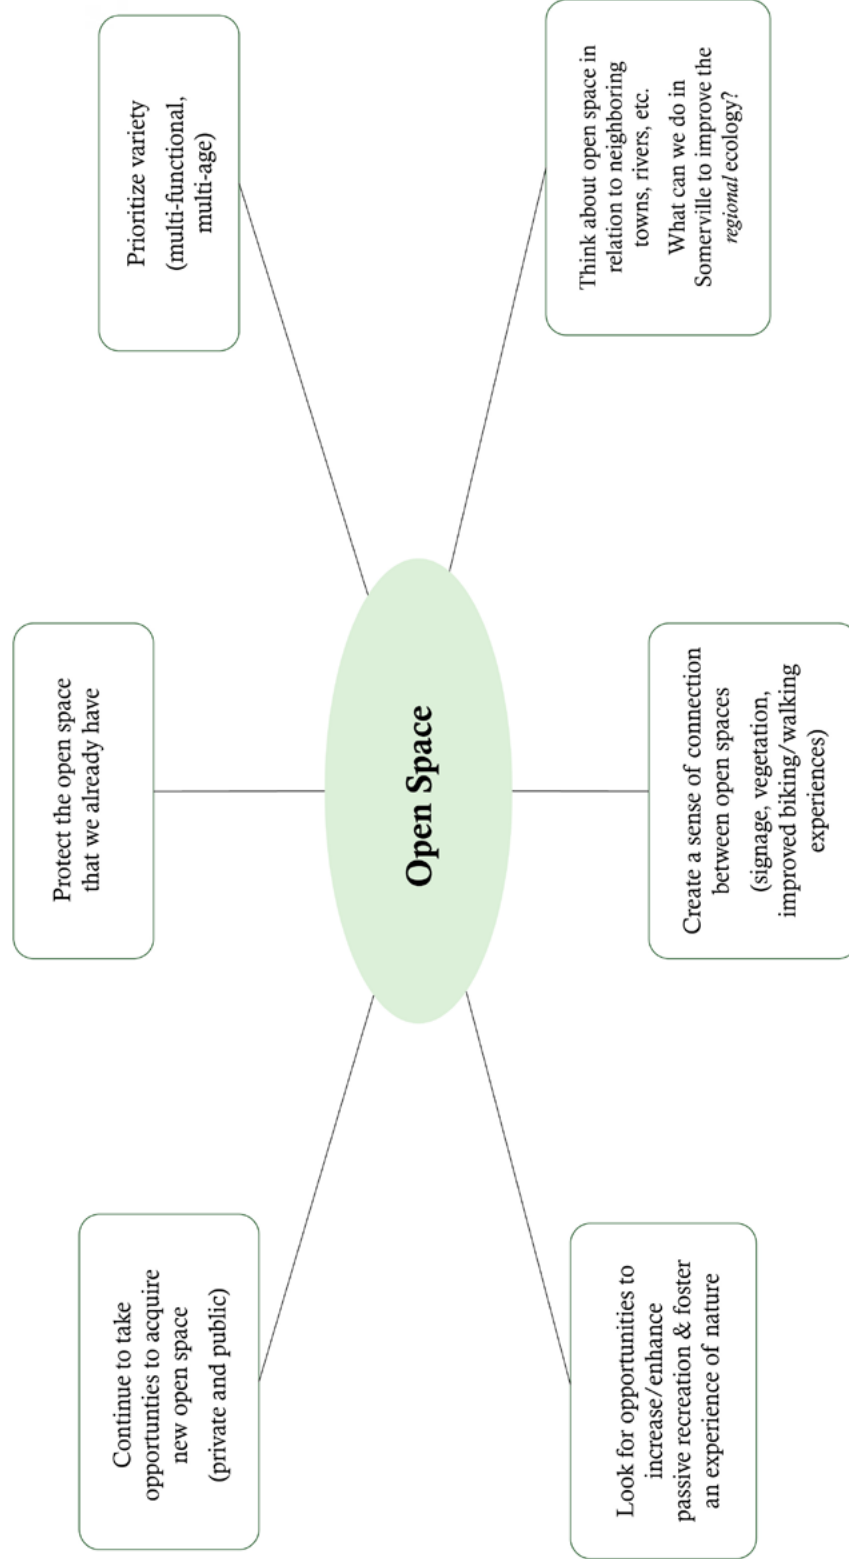 Continue to take
opportunties to acquire
new open space
(private and public)
Protect the open space
that we already have
Prioritize variety
(multi-functional,
multi-age)
Open Space
Look for opportunities to
increase/enhance
passive recreation & foster
an experience of nature
Create a sense of connection
between open spaces
(signage, vegetation,
improved biking/walking
experiences)
Think about open space in
relation to neighboring
towns, rivers, etc.
What can we do in
Somerville to improve the
regional ecology?